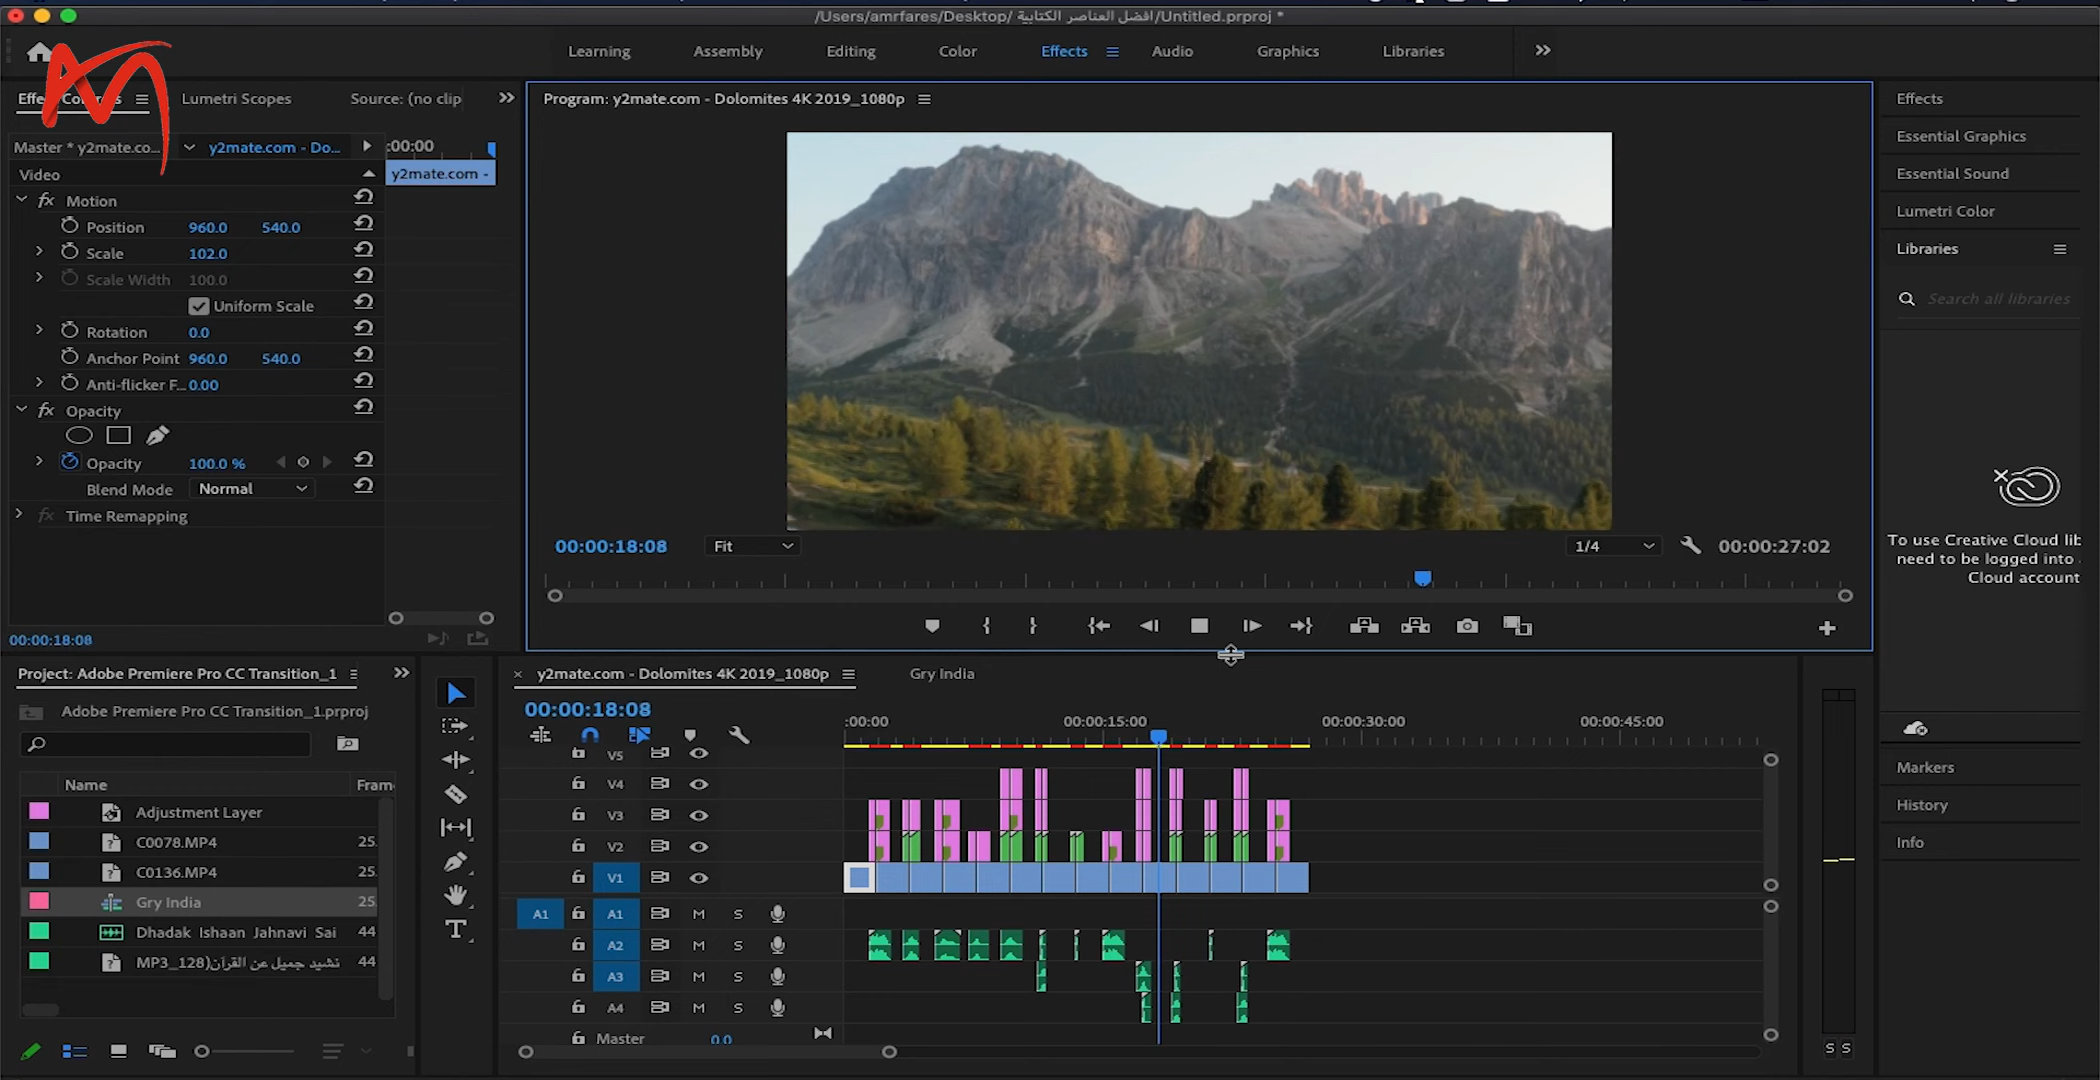 /Users/amrfares/Desktop/ افضل العناصر الكتابية/Untitled.prproj *
Learning Assembly Editing Color Effects Audio Graphics Libraries
Lumetri Scopes Source: (no clip
Program: y2mate.com - Dolomites 4K 2019_1080p
Effects
Essential Graphics
Essential Sound
Lumetri Color
Libraries
Search all libraries
To use Creative Cloud lib
need to be logged into
Cloud account
Markers
History
Info
Master * y2mate.co... y2mate.com - Do... :00:00
Video y2mate.com -
fx Motion
Position 960.0 540.0
Scale 102.0
Scale Width 100.0
Uniform Scale
Rotation 0.0
Anchor Point 960.0 540.0
Anti-flicker F... 0.00
fx Opacity
Opacity 100.0 %
Blend Mode Normal
fx Time Remapping
00:00:18:08
00:00:18:08 Fit 1/4 00:00:27:02
Project: Adobe Premiere Pro CC Transition_1
Adobe Premiere Pro CC Transition_1.prproj
Name Fram
Adjustment Layer
C0078.MP4 25.
C0136.MP4 25.
Gry India 25
Dhadak Ishaan Jahnavi Sai 44
نشيد جميل عن القرآن(MP3_128 44
y2mate.com - Dolomites 4K 2019_1080p Gry India
00:00:18:08
:00:00 00:00:15:00 00:00:30:00 00:00:45:00
V5
V4
V3
V2
V1
A1 A1 M S
A2 M S
A3 M S
A4 M S
Master 0.0
S S